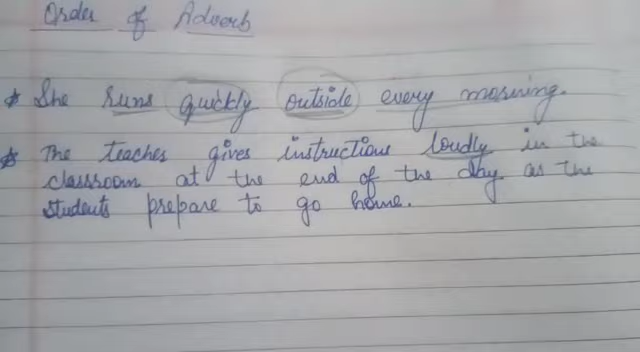 Order of Adverb
* She runs quickly outside every morning.
* The teacher gives instructions loudly in the
classroom at the end of the day as the
students prepare to go home.